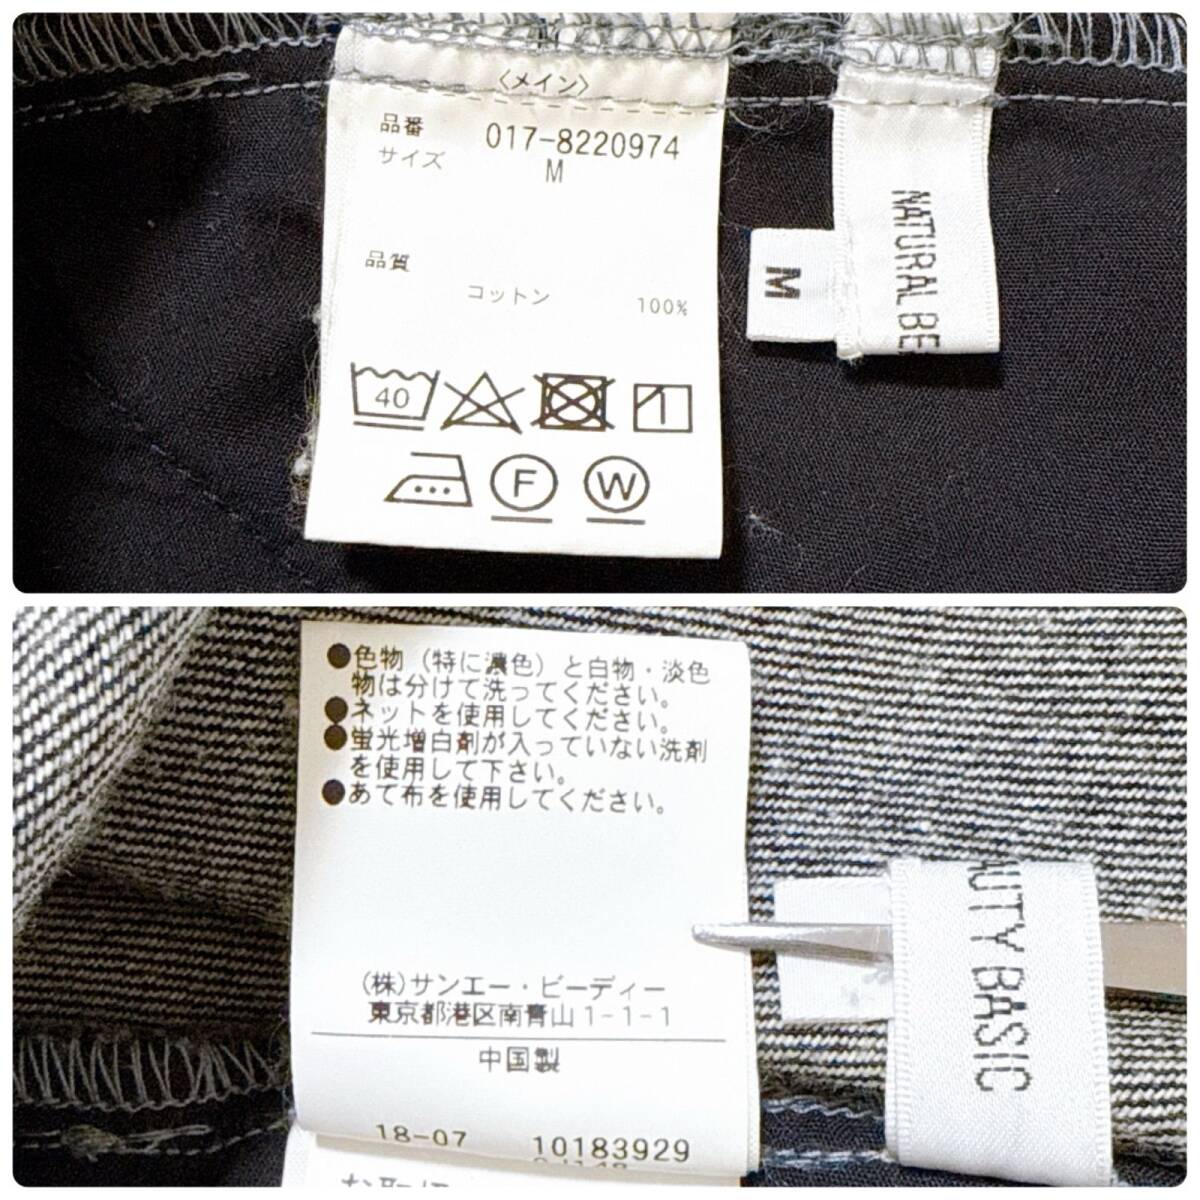 〈メイン〉
品番 017-8220974
サイズ M
品質
コットン 100%
40
F W
M
NATURAL BE
●色物（特に濃色）と白物・淡色
物は分けて洗ってください。
●ネットを使用してください。
●蛍光増白剤が入っていない洗剤
を使用して下さい。
●あて布を使用してください。
(株)サンエー・ビーディー
東京都港区南青山1-1-1
中国製
18-07 10183929
AUTY BASIC